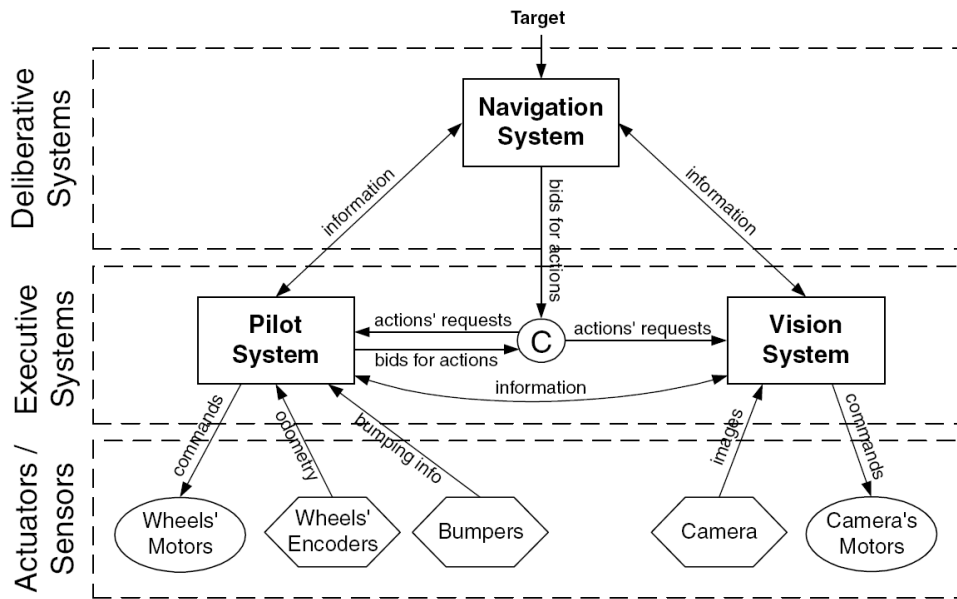 Target
Deliberative
Systems
Navigation
System
information
bids for actions
information
Executive
Systems
Pilot
System
actions' requests
bids for actions
C
actions' requests
information
Vision
System
Actuators /
Sensors
commands
odometry
bumping info
images
commands
Wheels'
Motors
Wheels'
Encoders
Bumpers
Camera
Camera's
Motors